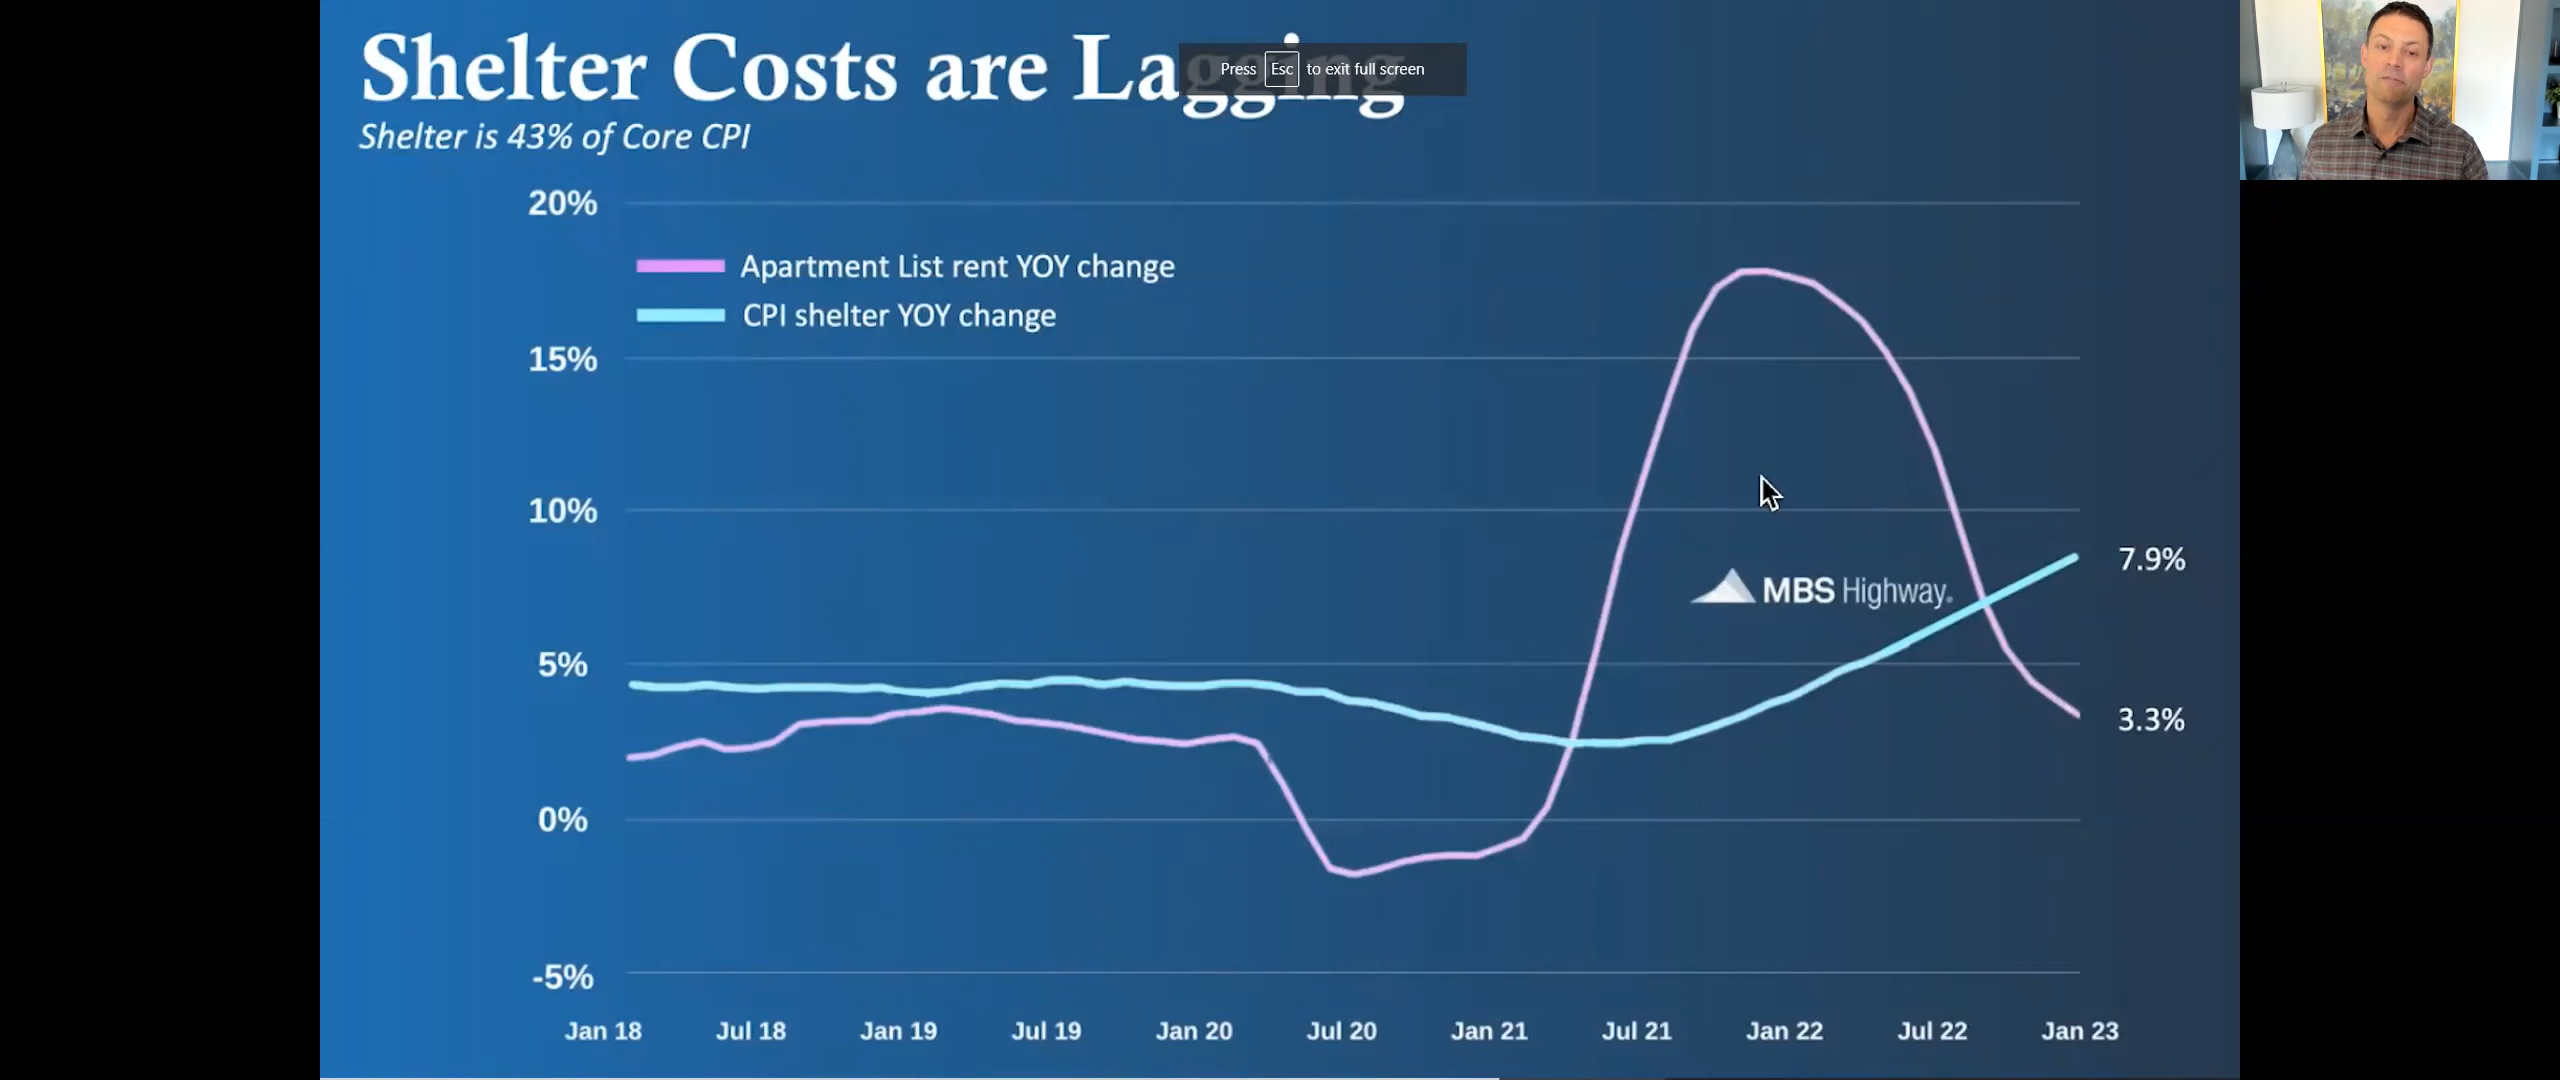 Shelter Costs are Lagging
Press Esc to exit full screen
Shelter is 43% of Core CPI
20%
Apartment List rent YOY change
CPI shelter YOY change
15%
10%
7.9%
MBS Highway
5%
3.3%
0%
-5%
Jan 18 Jul 18 Jan 19 Jul 19 Jan 20 Jul 20 Jan 21 Jul 21 Jan 22 Jul 22 Jan 23